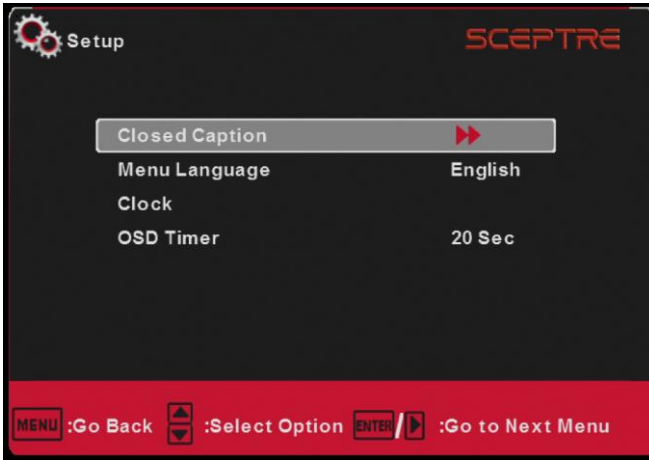 Setup
SCEPTRE
Closed Caption
Menu Language English
Clock
OSD Timer 20 Sec
MENU :Go Back :Select Option ENTER/ :Go to Next Menu